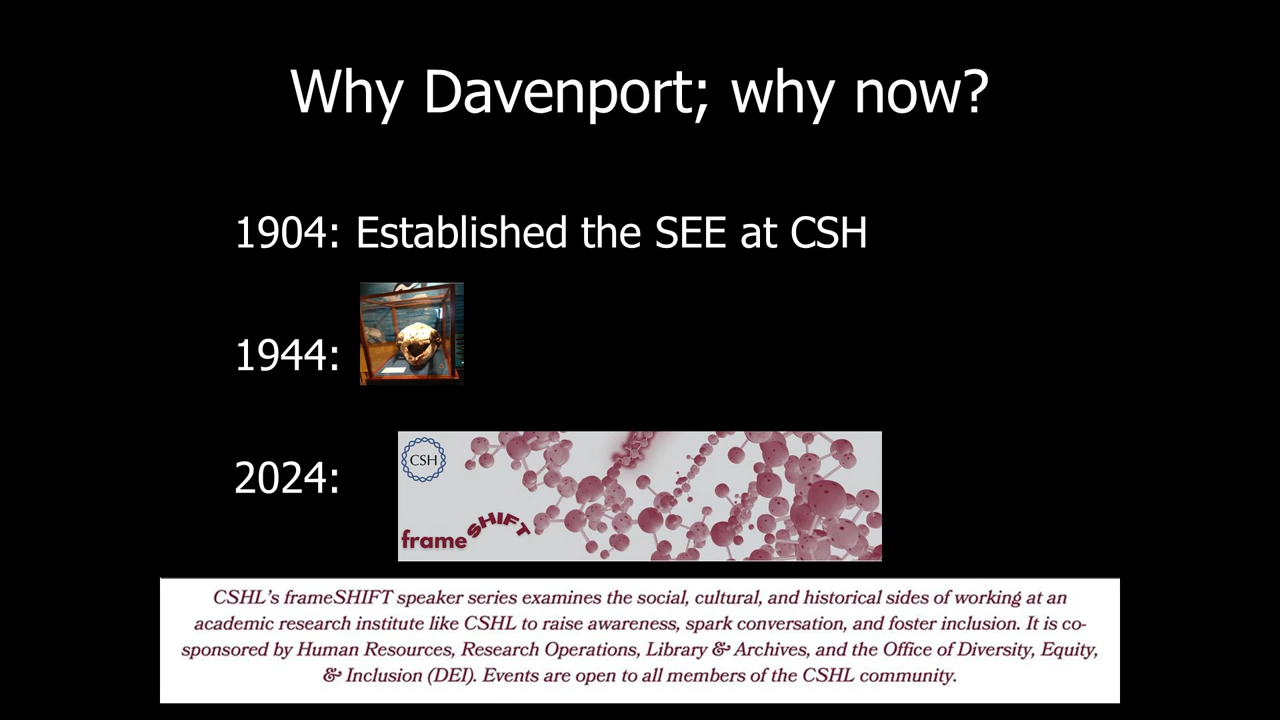 Why Davenport; why now?
1904: Established the SEE at CSH
1944:
2024:
CSH
frameSHIFT
CSHL's frameSHIFT speaker series examines the social, cultural, and historical sides of working at an
academic research institute like CSHL to raise awareness, spark conversation, and foster inclusion. It is co-
sponsored by Human Resources, Research Operations, Library & Archives, and the Office of Diversity, Equity,
& Inclusion (DEI). Events are open to all members of the CSHL community.